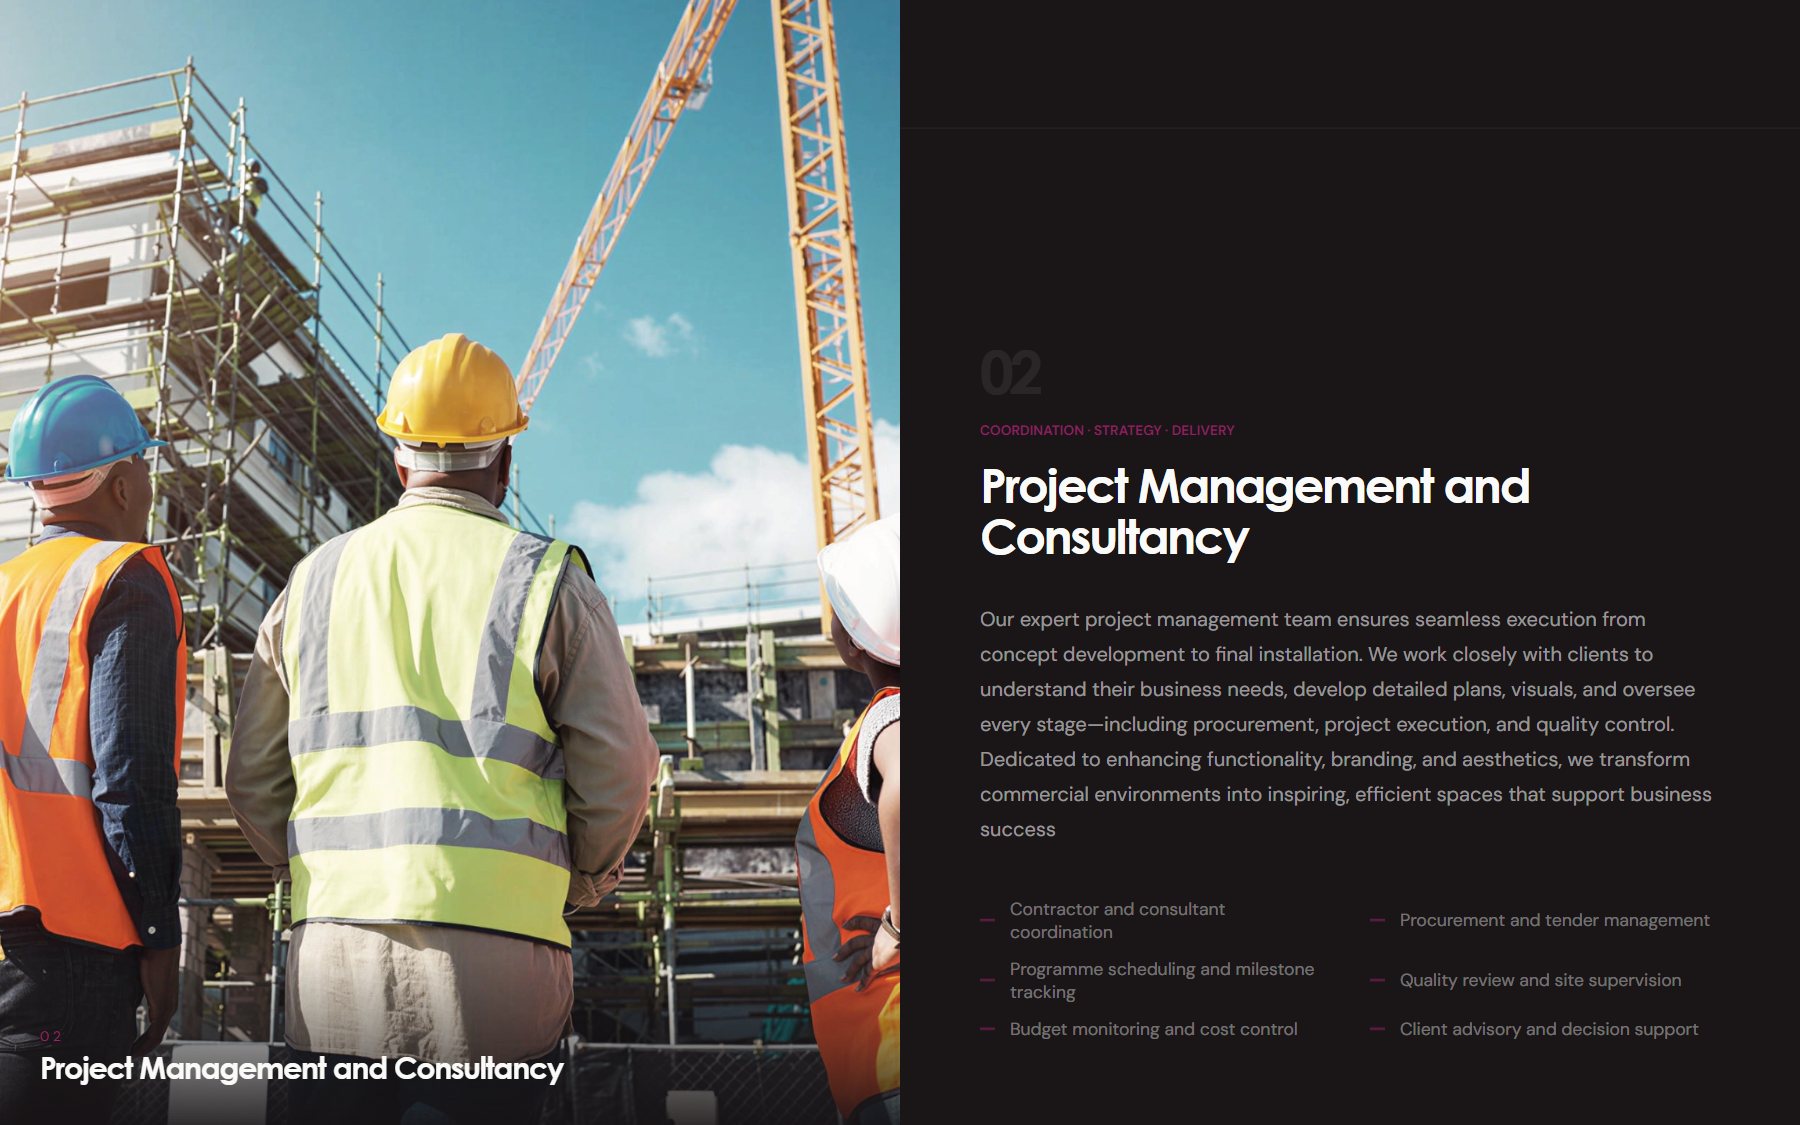 02
Project Management and Consultancy
02
COORDINATION · STRATEGY · DELIVERY
Project Management and
Consultancy
Our expert project management team ensures seamless execution from
concept development to final installation. We work closely with clients to
understand their business needs, develop detailed plans, visuals, and oversee
every stage—including procurement, project execution, and quality control.
Dedicated to enhancing functionality, branding, and aesthetics, we transform
commercial environments into inspiring, efficient spaces that support business
success
Contractor and consultant
coordination
Procurement and tender management
Programme scheduling and milestone
tracking
Quality review and site supervision
Budget monitoring and cost control
Client advisory and decision support